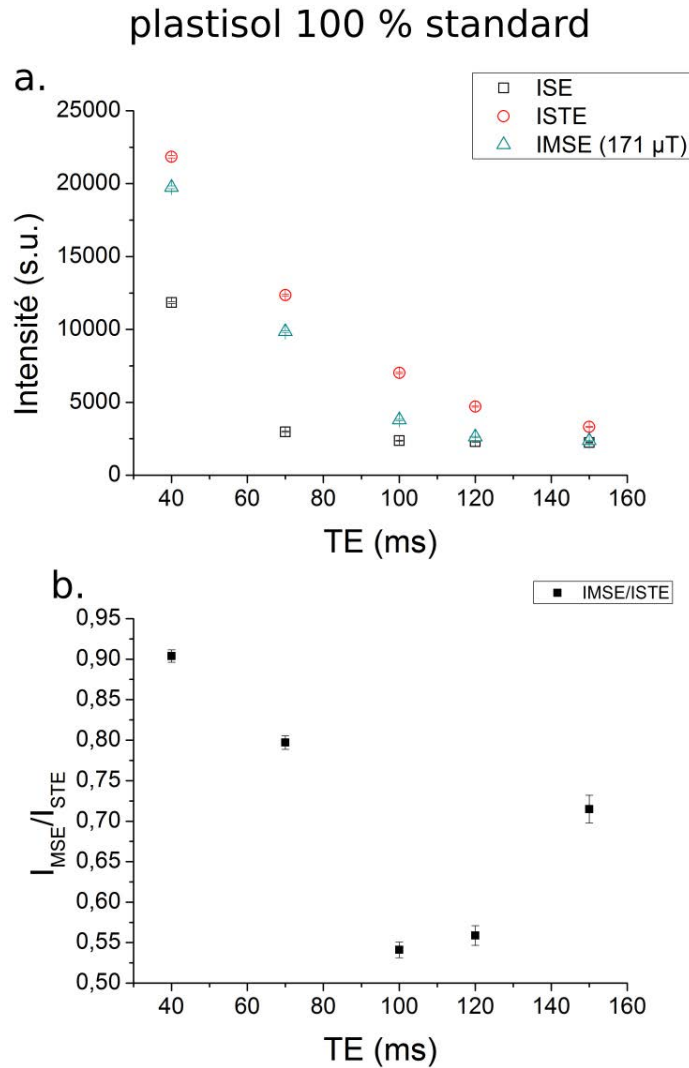 plastisol 100 % standard
a.
ISE
ISTE
IMSE (171 µT)
25000
20000
15000
10000
5000
0
Intensité (s.u.)
40 60 80 100 120 140 160
TE (ms)
b.
IMSE/ISTE
0,95
0,90
0,85
0,80
0,75
0,70
0,65
0,60
0,55
0,50
I_MSE/I_STE
40 60 80 100 120 140 160
TE (ms)